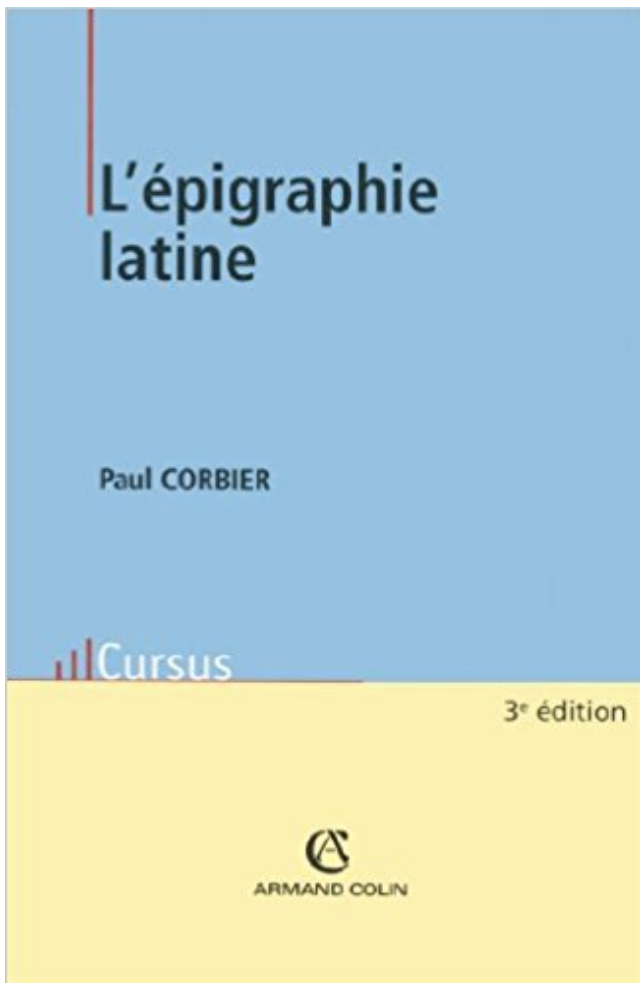 L'épigraphie
latine
Paul CORBIER
Cursus
3e édition
ARMAND COLIN